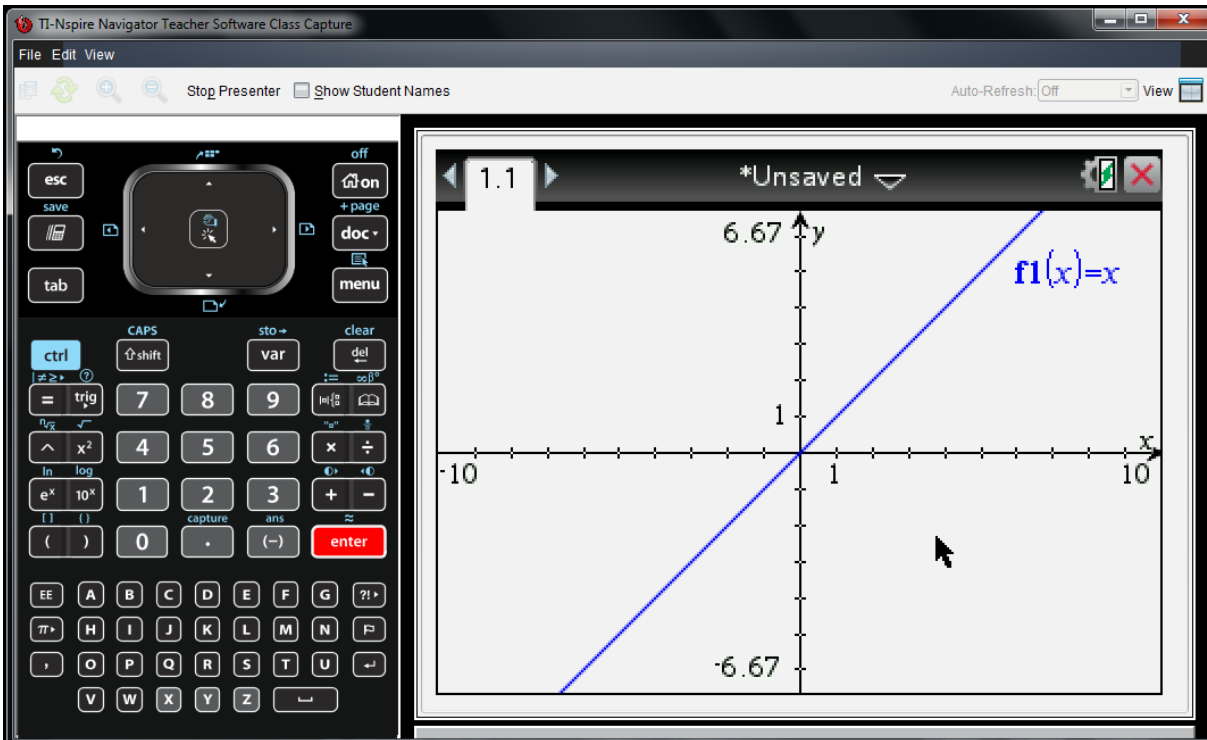 TI-Nspire Navigator Teacher Software Class Capture
File Edit View
Stop Presenter Show Student Names Auto-Refresh: Off View
off
esc on
save + page
doc
tab menu
CAPS sto→ clear
ctrl ⇧shift var del
|≠≥▸ ? := ∞β°
= trig 7 8 9
ⁿ√x √ "□"
^ x² 4 5 6 × ÷
ln log
eˣ 10ˣ 1 2 3 + −
[ ] { } capture ans ≈
( ) 0 . (−) enter
EE A B C D E F G ?!▸
π▸ H I J K L M N
, O P Q R S T U ↵
V W X Y Z
1.1 *Unsaved
6.67 y
f1(x)=x
1
x
-10 1 10
-6.67